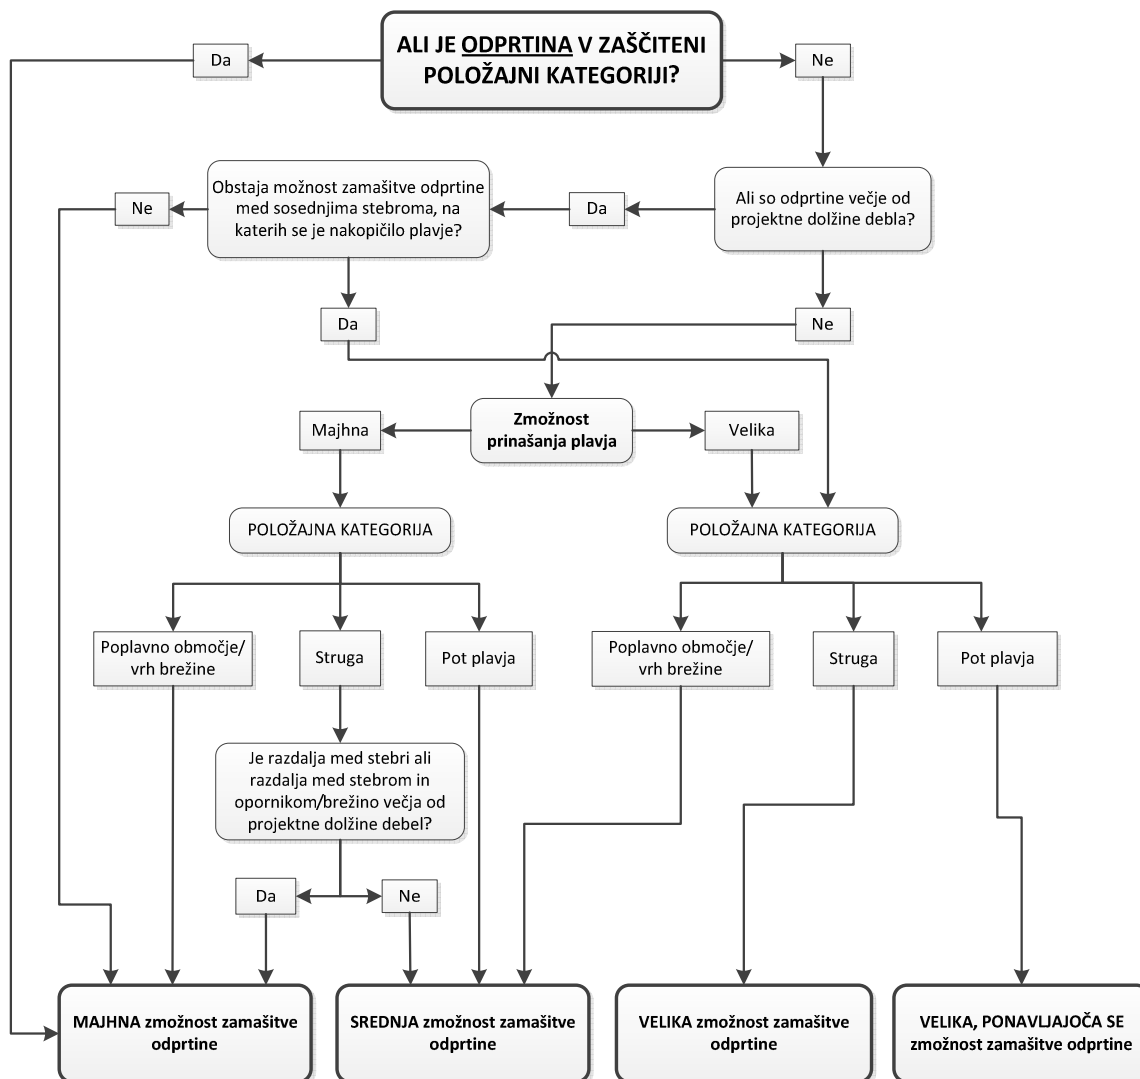 ALI JE ODPRTINA V ZAŠČITENI
POLOŽAJNI KATEGORIJI?
Da
Ne
Obstaja možnost zamašitve odprtine
med sosednjima stebroma, na
katerih se je nakopičilo plavje?
Ne
Da
Ali so odprtine večje od
projektne dolžine debla?
Da
Ne
Zmožnost
prinašanja plavja
Majhna
Velika
POLOŽAJNA KATEGORIJA
POLOŽAJNA KATEGORIJA
Poplavno območje/
vrh brežine
Struga
Pot plavja
Poplavno območje/
vrh brežine
Struga
Pot plavja
Je razdalja med stebri ali
razdalja med stebrom in
opornikom/brežino večja od
projektne dolžine debel?
Da
Ne
MAJHNA zmožnost zamašitve
odprtine
SREDNJA zmožnost zamašitve
odprtine
VELIKA zmožnost zamašitve
odprtine
VELIKA, PONAVLJAJOČA SE
zmožnost zamašitve odprtine